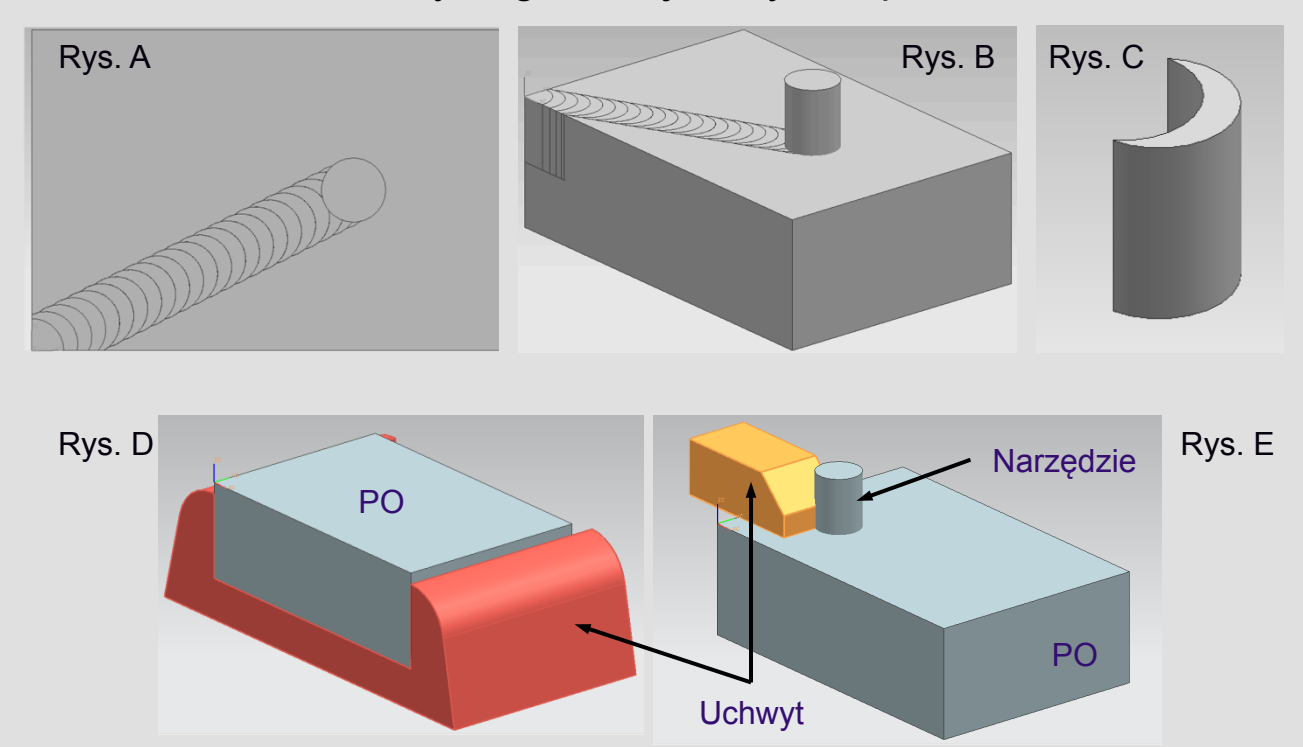 Rys. A
Rys. B
Rys. C
Rys. D
PO
Narzędzie
Rys. E
PO
Uchwyt